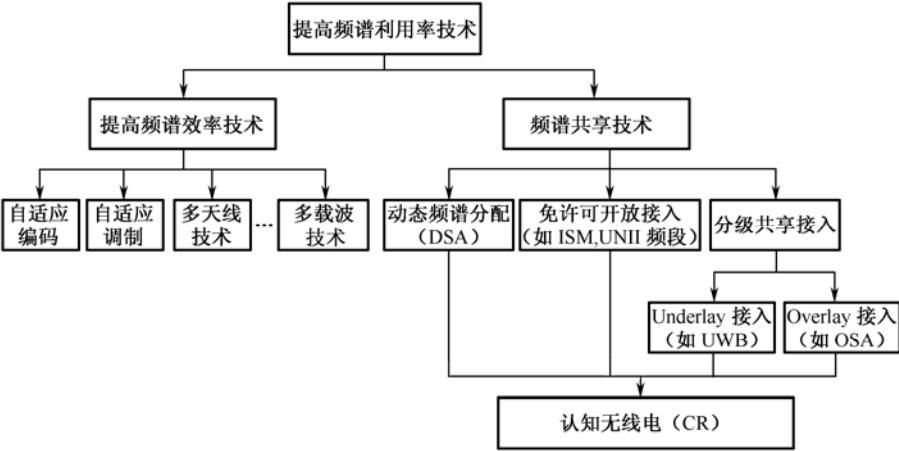 提高频谱利用率技术
提高频谱效率技术
频谱共享技术
自适应
编码
自适应
调制
多天线
技术
…
多载波
技术
动态频谱分配
（DSA）
免许可开放接入
（如 ISM,UNII 频段）
分级共享接入
Underlay 接入
（如 UWB）
Overlay 接入
（如 OSA）
认知无线电（CR）